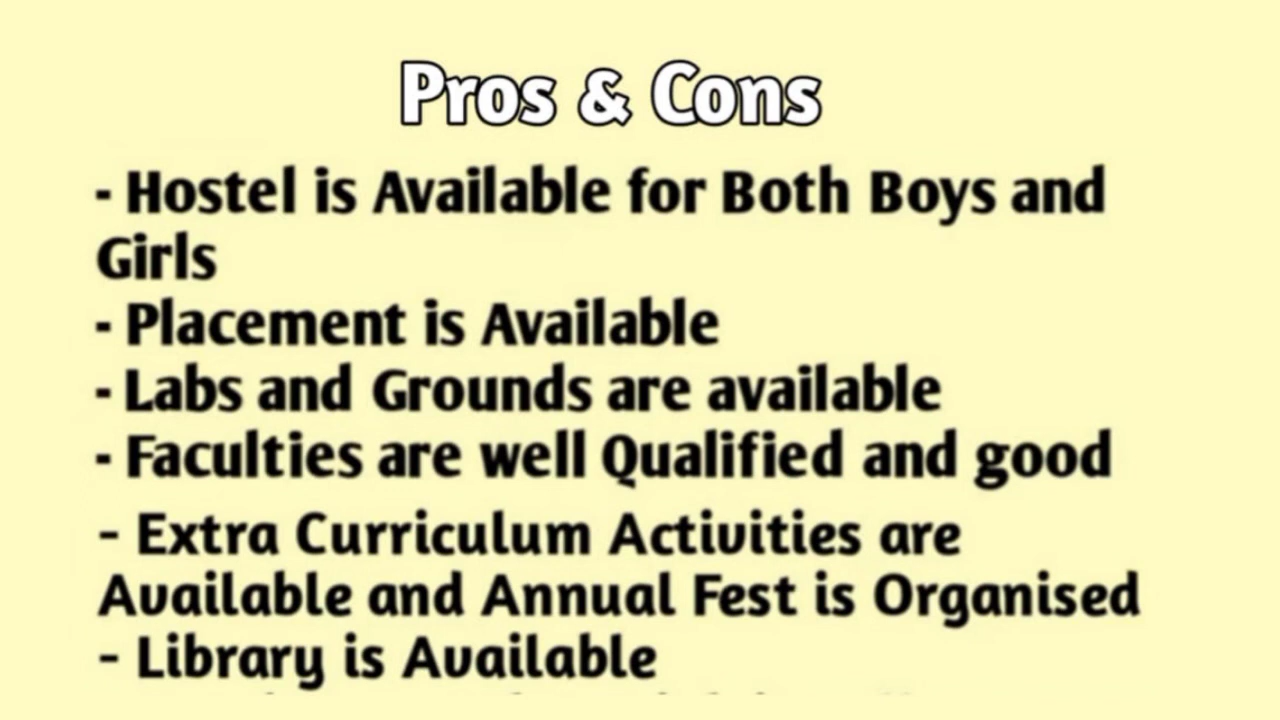 Pros & Cons
- Hostel is Available for Both Boys and
Girls
- Placement is Available
- Labs and Grounds are available
- Faculties are well Qualified and good
- Extra Curriculum Activities are
Available and Annual Fest is Organised
- Library is Available